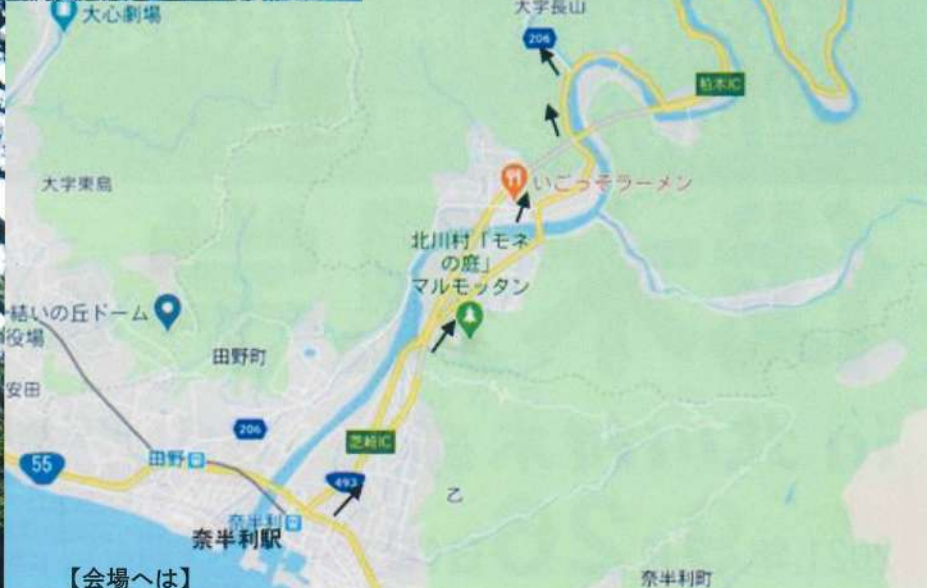 大心劇場
大字長山
206
柏木IC
大字東島
いごっそラーメン
北川村「モネ
の庭」
マルモッタン
結いの丘ドーム
役場
田野町
安田
206
芝崎IC
55
田野
493
乙
奈半利
奈半利駅
【会場へは】
奈半利町